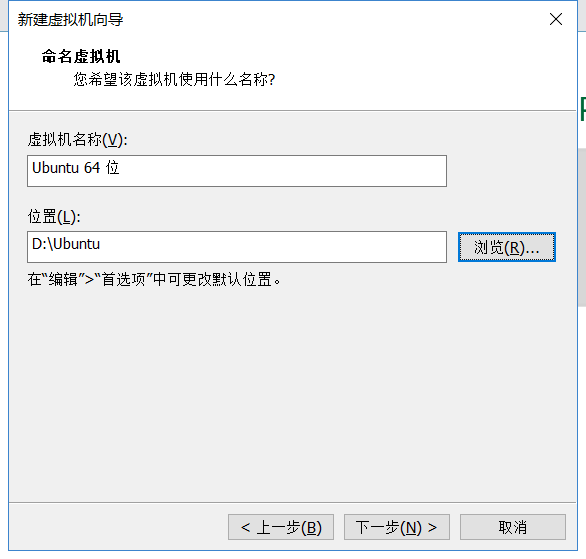 新建虚拟机向导
命名虚拟机
您希望该虚拟机使用什么名称?
虚拟机名称(V):
Ubuntu 64 位
位置(L):
D:\Ubuntu
浏览(R)...
在“编辑”>“首选项”中可更改默认位置。
< 上一步(B)
下一步(N) >
取消